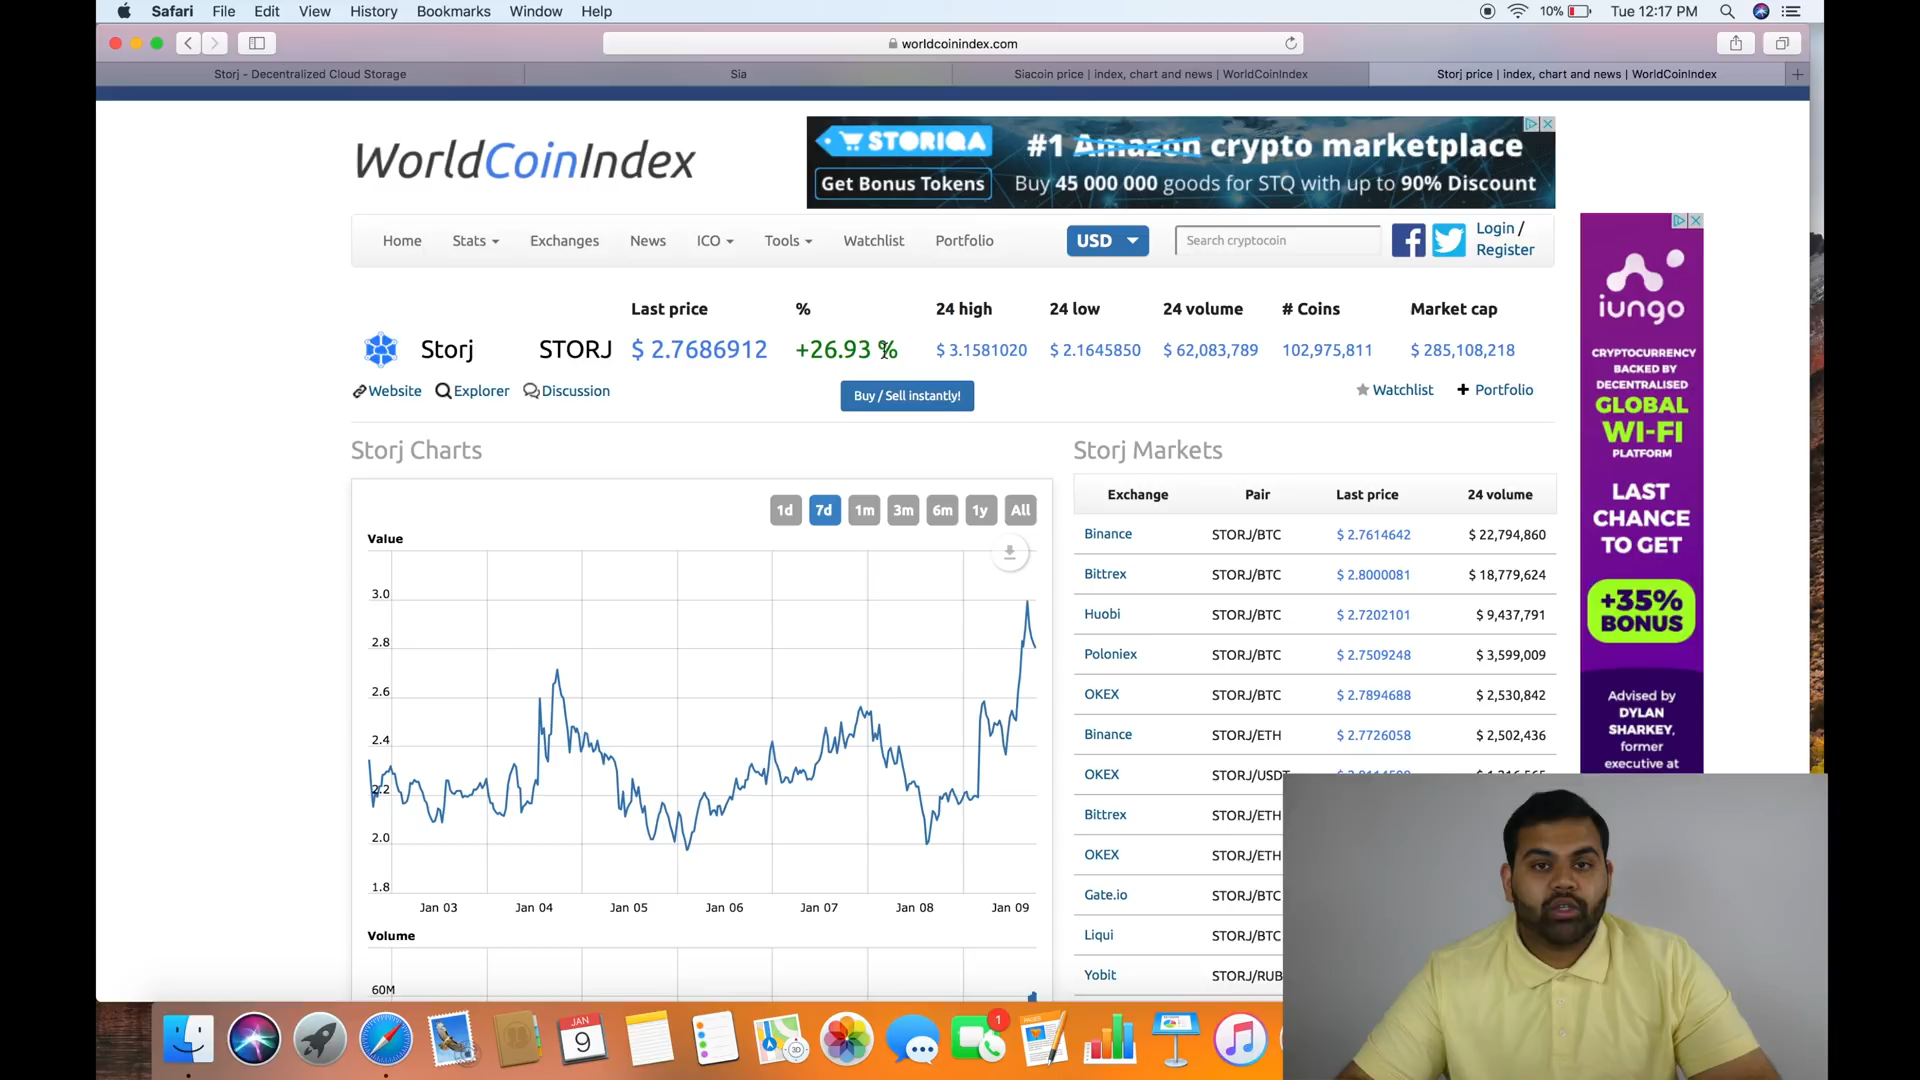 Safari File Edit View History Bookmarks Window Help 10% Tue 12:17 PM
worldcoinindex.com
Storj - Decentralized Cloud Storage Sia Siacoin price | index, chart and news | WorldCoinIndex Storj price | index, chart and news | WorldCoinIndex
WorldCoinIndex
STORIQA
Get Bonus Tokens
#1 Amazon crypto marketplace
Buy 45 000 000 goods for STQ with up to 90% Discount
Home Stats Exchanges News ICO Tools Watchlist Portfolio USD Search cryptocoin Login / Register
Last price % 24 high 24 low 24 volume # Coins Market cap
Storj STORJ $ 2.7686912 +26.93 % $ 3.1581020 $ 2.1645850 $ 62,083,789 102,975,811 $ 285,108,218
Website Explorer Discussion Buy / Sell instantly! Watchlist + Portfolio
Storj Charts
1d 7d 1m 3m 6m 1y All
Value
3.0
2.8
2.6
2.4
2.2
2.0
1.8
Jan 03 Jan 04 Jan 05 Jan 06 Jan 07 Jan 08 Jan 09
Volume
60M
Storj Markets
Exchange Pair Last price 24 volume
Binance STORJ/BTC $ 2.7614642 $ 22,794,860
Bittrex STORJ/BTC $ 2.8000081 $ 18,779,624
Huobi STORJ/BTC $ 2.7202101 $ 9,437,791
Poloniex STORJ/BTC $ 2.7509248 $ 3,599,009
OKEX STORJ/BTC $ 2.7894688 $ 2,530,842
Binance STORJ/ETH $ 2.7726058 $ 2,502,436
OKEX STORJ/USDT
Bittrex STORJ/ETH
OKEX STORJ/ETH
Gate.io STORJ/BTC
Liqui STORJ/BTC
Yobit STORJ/RUR
iungo
CRYPTOCURRENCY
BACKED BY
DECENTRALISED
GLOBAL
WI-FI
PLATFORM
LAST
CHANCE
TO GET
+35%
BONUS
Advised by
DYLAN
SHARKEY,
former
executive at
JAN
9
3D
1
PAGES